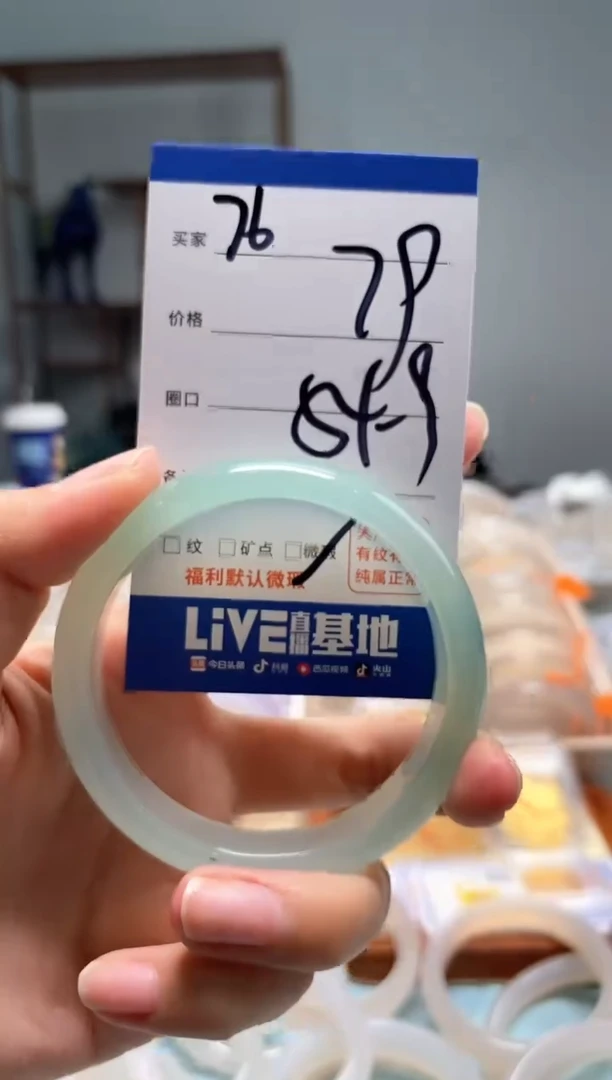 买家 76
价格 79
圈口 54-9
纹 矿点 微瑕
福利默认微瑕
有纹
纯属正常
LIVE直播基地
今日头条 抖音 西瓜视频 火山